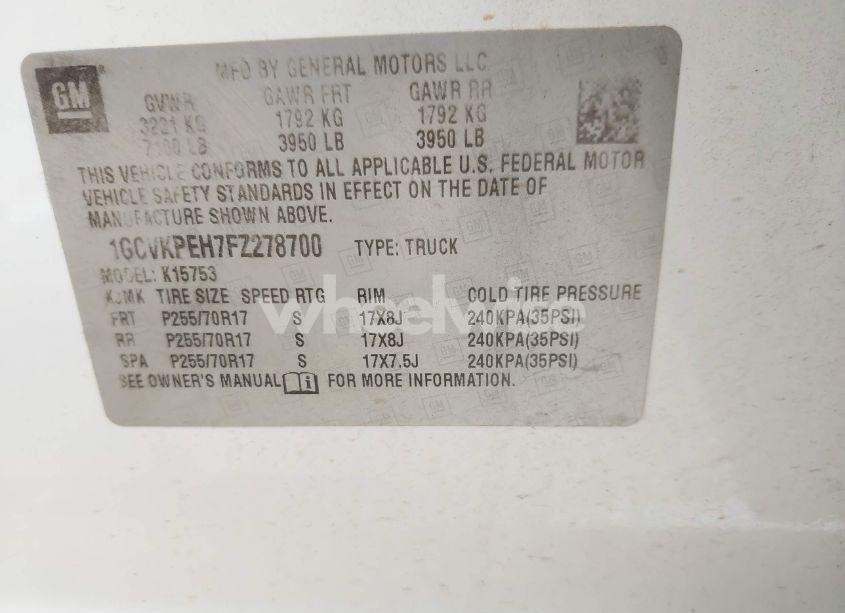 GM
MFD BY GENERAL MOTORS LLC
GVWR GAWR FRT GAWR RR
3221 KG 1792 KG 1792 KG
7100 LB 3950 LB 3950 LB
THIS VEHICLE CONFORMS TO ALL APPLICABLE U.S. FEDERAL MOTOR
VEHICLE SAFETY STANDARDS IN EFFECT ON THE DATE OF
MANUFACTURE SHOWN ABOVE.
1GCVKPEH7FZ278700 TYPE: TRUCK
MODEL: K15753
KJMK TIRE SIZE SPEED RTG RIM COLD TIRE PRESSURE
FRT P255/70R17 S 17X8J 240KPA(35PSI)
RR P255/70R17 S 17X8J 240KPA(35PSI)
SPA P255/70R17 S 17X7.5J 240KPA(35PSI)
SEE OWNER'S MANUAL FOR MORE INFORMATION.
wheelwire